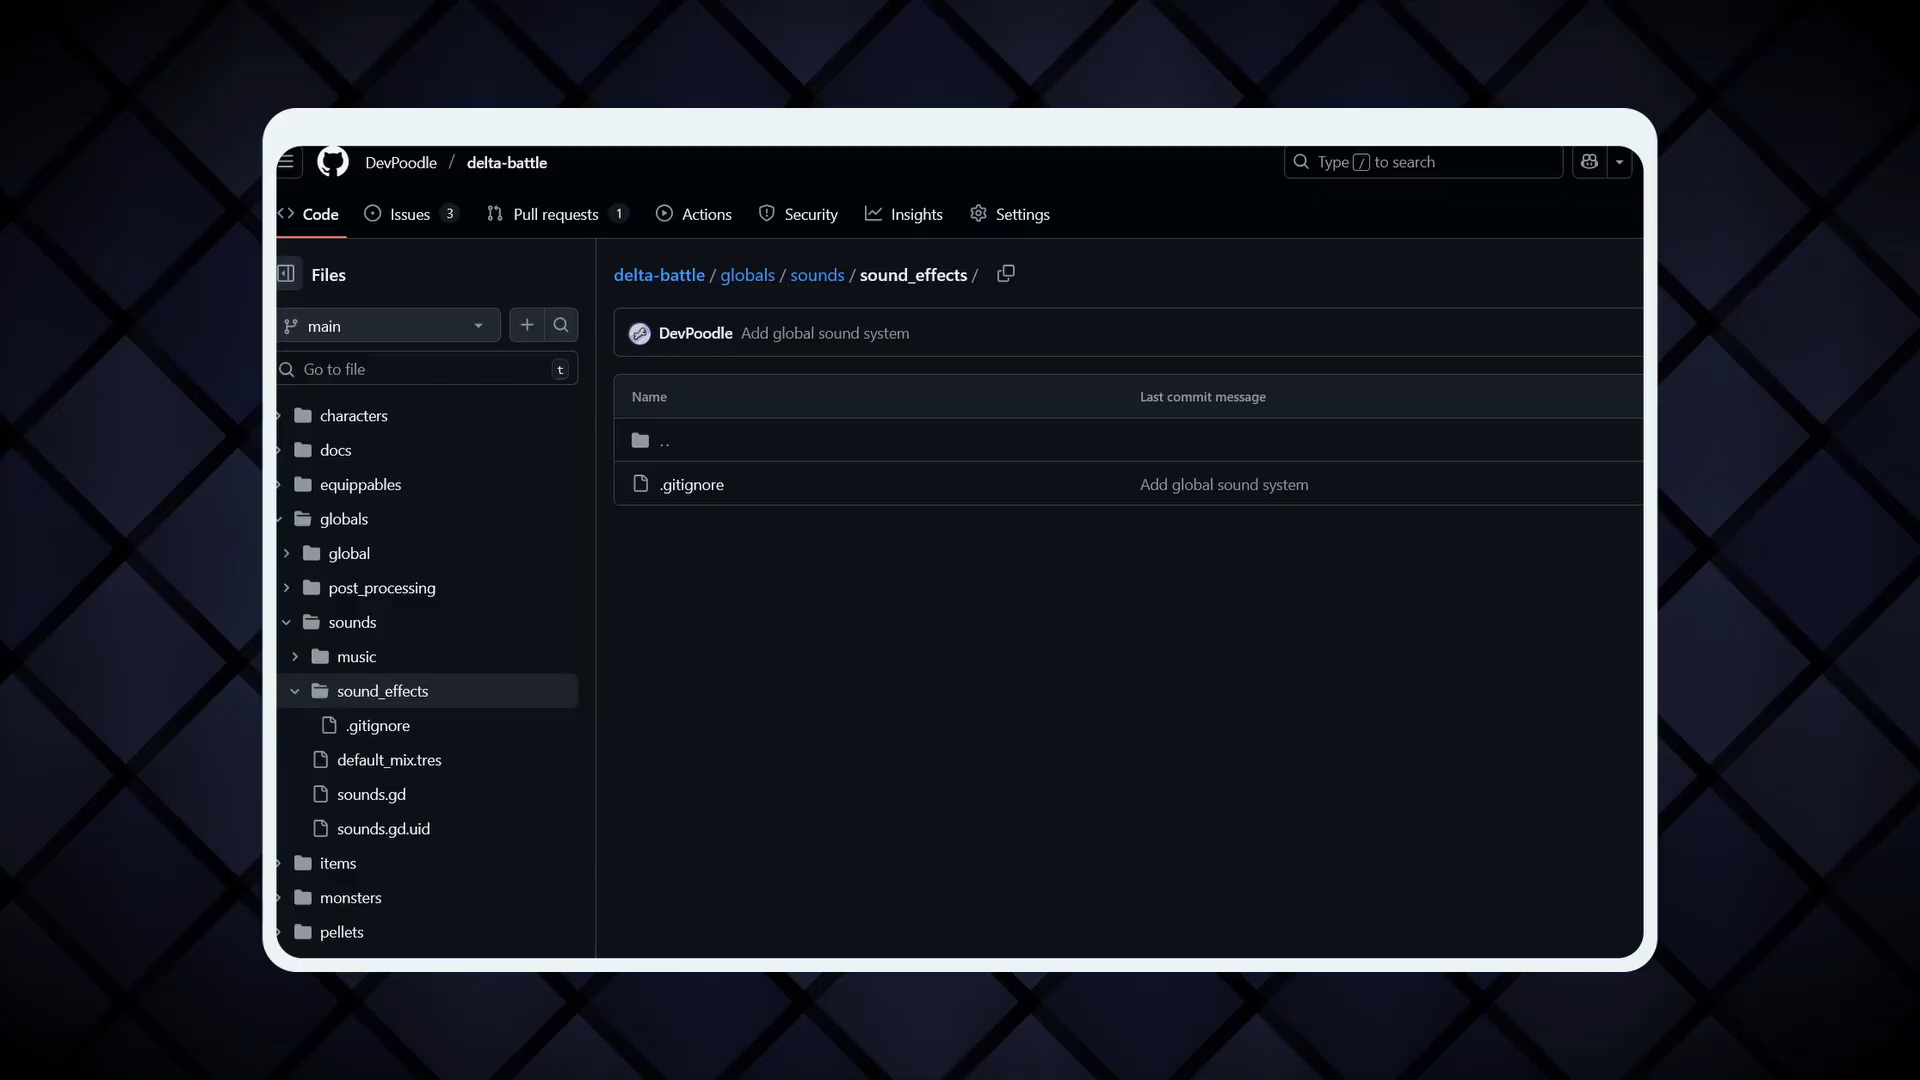 DevPoodle / delta-battle
Type / to search
Code
Issues 3
Pull requests 1
Actions
Security
Insights
Settings
Files
main
Go to file
t
characters
docs
equippables
globals
global
post_processing
sounds
music
sound_effects
.gitignore
default_mix.tres
sounds.gd
sounds.gd.uid
items
monsters
pellets
delta-battle / globals / sounds / sound_effects /
DevPoodle Add global sound system
Name Last commit message
..
.gitignore Add global sound system